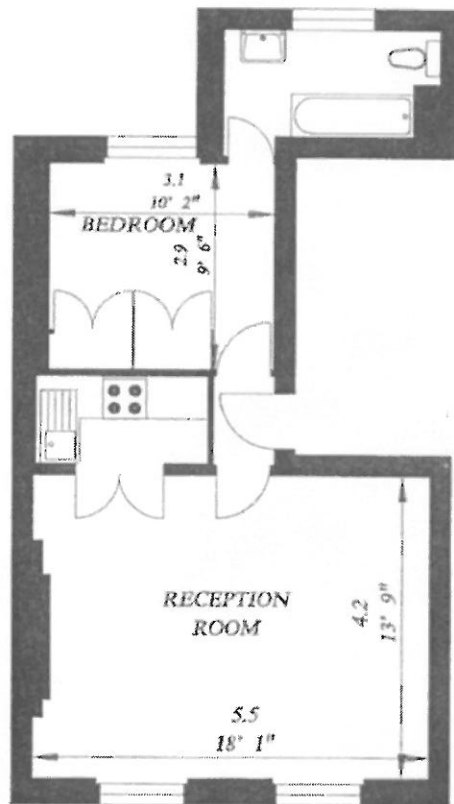 3.1
10' 2"
BEDROOM
2.9
9' 6"
RECEPTION
ROOM
4.2
13' 9"
5.5
18' 1"